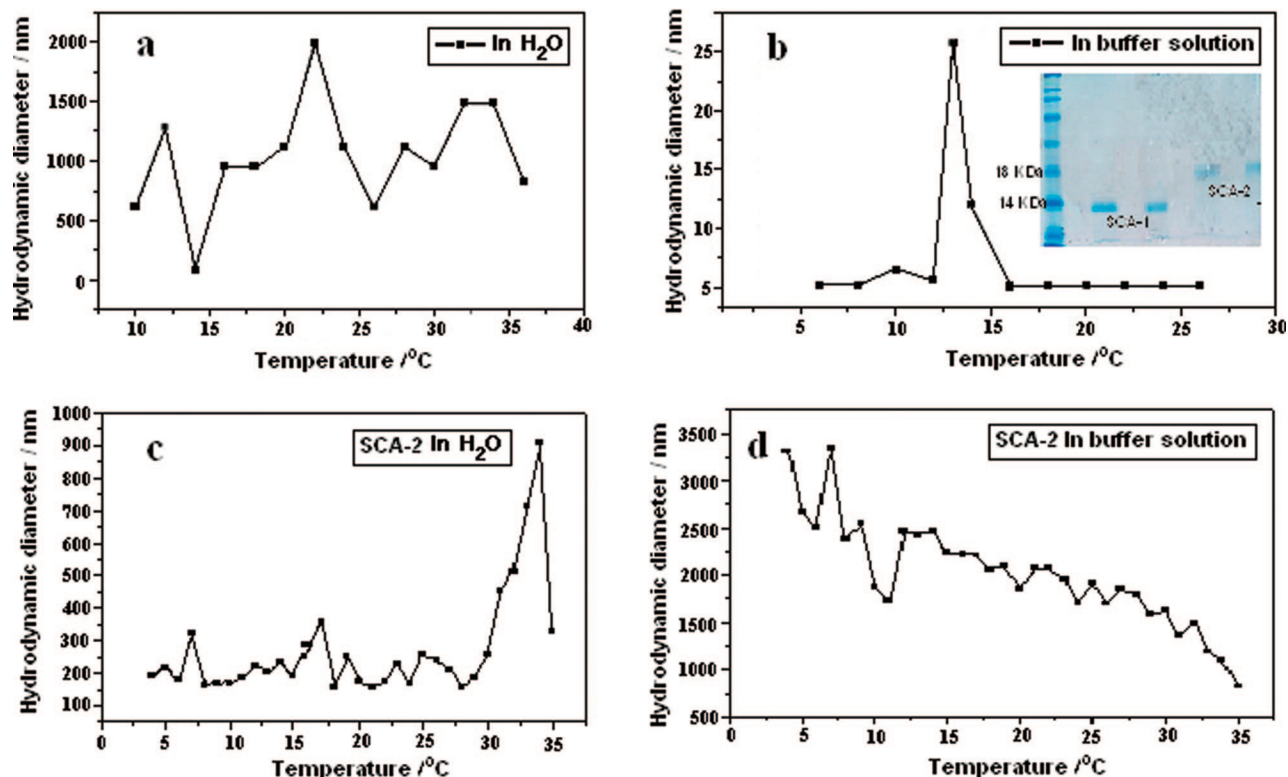 a
In H₂O
Hydrodynamic diameter / nm
2000
1500
1000
500
0
10
15
20
25
30
35
40
Temperature /°C
b
In buffer solution
Hydrodynamic diameter / nm
25
20
15
10
5
18 KDa
14 KDa
SCA-1
SCA-2
5
10
15
20
25
30
Temperature /°C
c
SCA-2 In H₂O
Hydrodynamic diameter / nm
1000
900
800
700
600
500
400
300
200
100
0
5
10
15
20
25
30
35
Temperature /°C
d
SCA-2 In buffer solution
Hydrodynamic diameter / nm
3500
3000
2500
2000
1500
1000
500
0
5
10
15
20
25
30
35
Temperature /°C